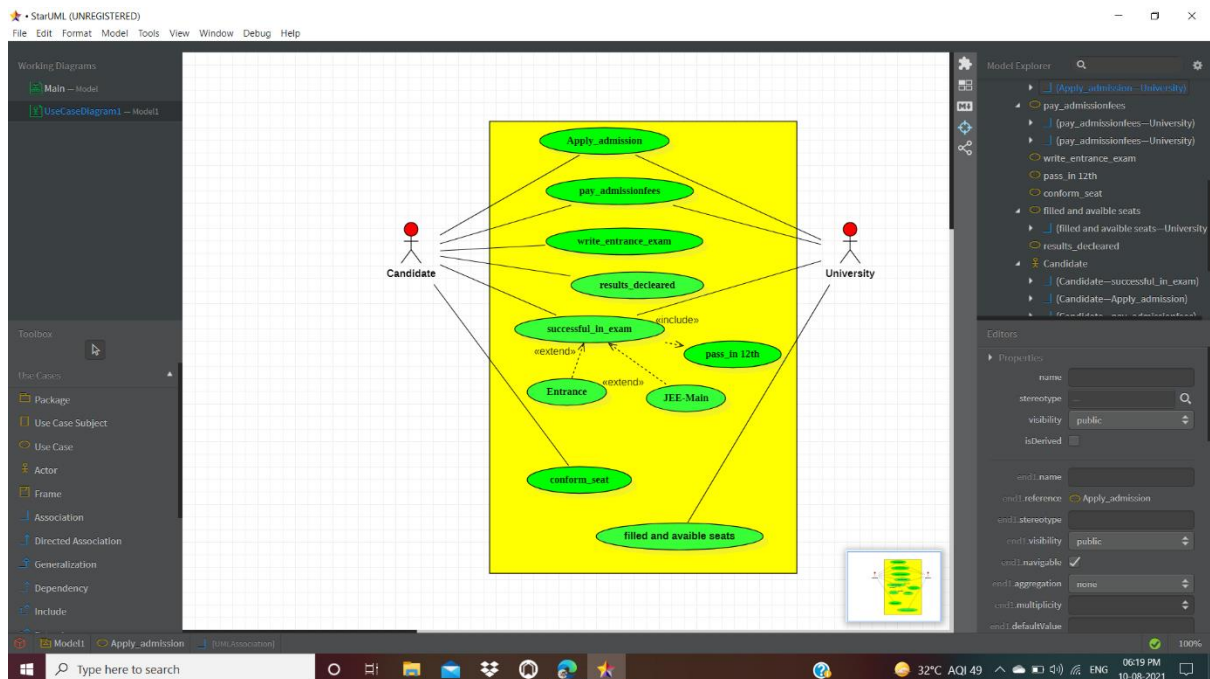 • StarUML (UNREGISTERED)
File Edit Format Model Tools View Window Debug Help
Working Diagrams
Main — Model
UseCaseDiagram1 — Model1
Toolbox
Use Cases
Package
Use Case Subject
Use Case
Actor
Frame
Association
Directed Association
Generalization
Dependency
Include
Apply_admission
pay_admissionfees
write_entrance_exam
Candidate
University
results_decleared
successful_in_exam
«include»
«extend»
pass_in 12th
Entrance
«extend»
JEE-Main
conform_seat
filled and avaible seats
Model Explorer
(Apply_admission—University)
pay_admissionfees
(pay_admissionfees—University)
(pay_admissionfees—University)
write_entrance_exam
pass_in 12th
conform_seat
filled and avaible seats
(filled and avaible seats—University
results_decleared
Candidate
(Candidate—successful_in_exam)
(Candidate—Apply_admission)
(Candidate—pay_admissionfees)
Editors
Properties
name
stereotype
visibility public
isDerived
end1.name
end1.reference Apply_admission
end1.stereotype
end1.visibility public
end1.navigable
end1.aggregation none
end1.multiplicity
end1.defaultValue
Model1 Apply_admission [UMLAssociation]
100%
Type here to search
32°C AQI 49
ENG
06:19 PM
10-08-2021